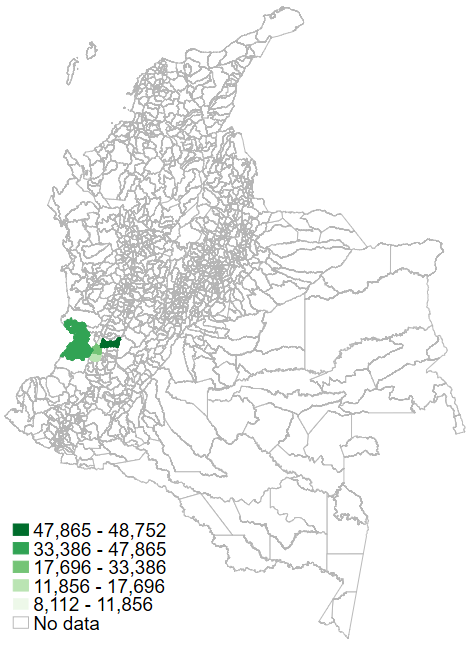 47,865 - 48,752
33,386 - 47,865
17,696 - 33,386
11,856 - 17,696
8,112 - 11,856
No data